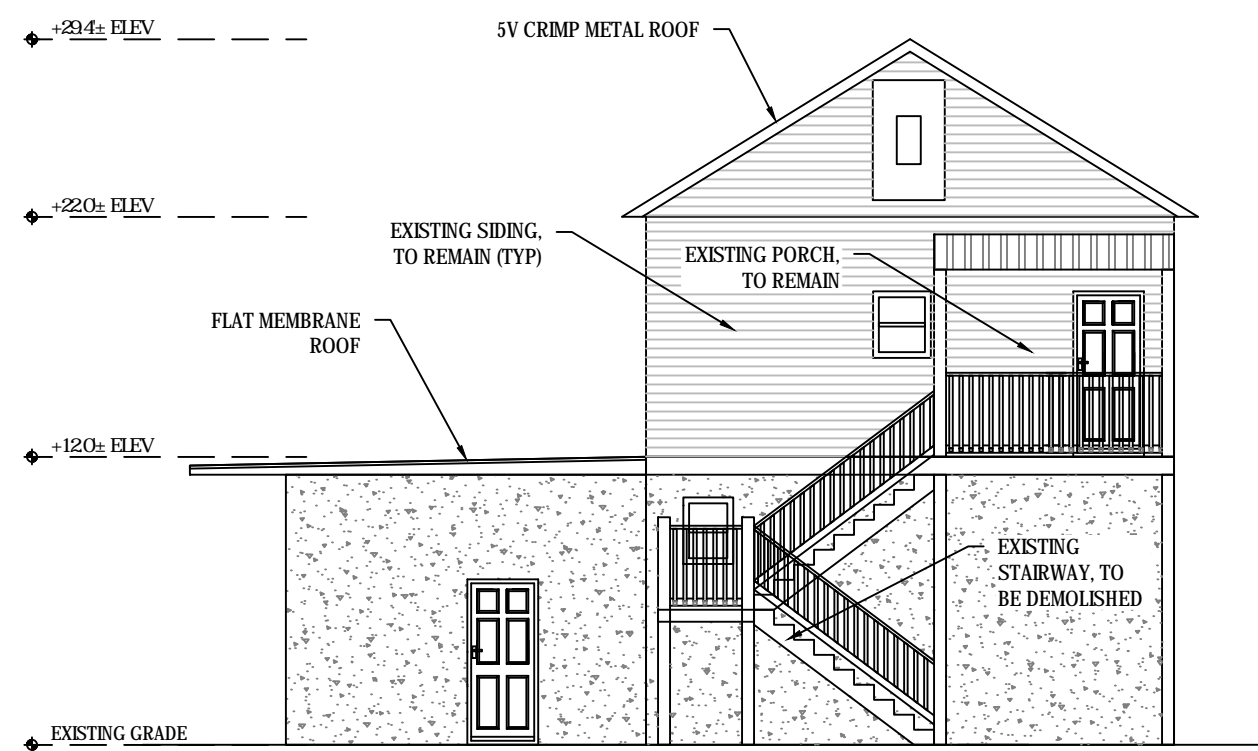 +29.4± ELEV
5V CRIMP METAL ROOF
+22.0± ELEV
EXISTING SIDING,
TO REMAIN (TYP)
EXISTING PORCH,
TO REMAIN
FLAT MEMBRANE
ROOF
+12.0± ELEV
EXISTING
STAIRWAY, TO
BE DEMOLISHED
EXISTING GRADE